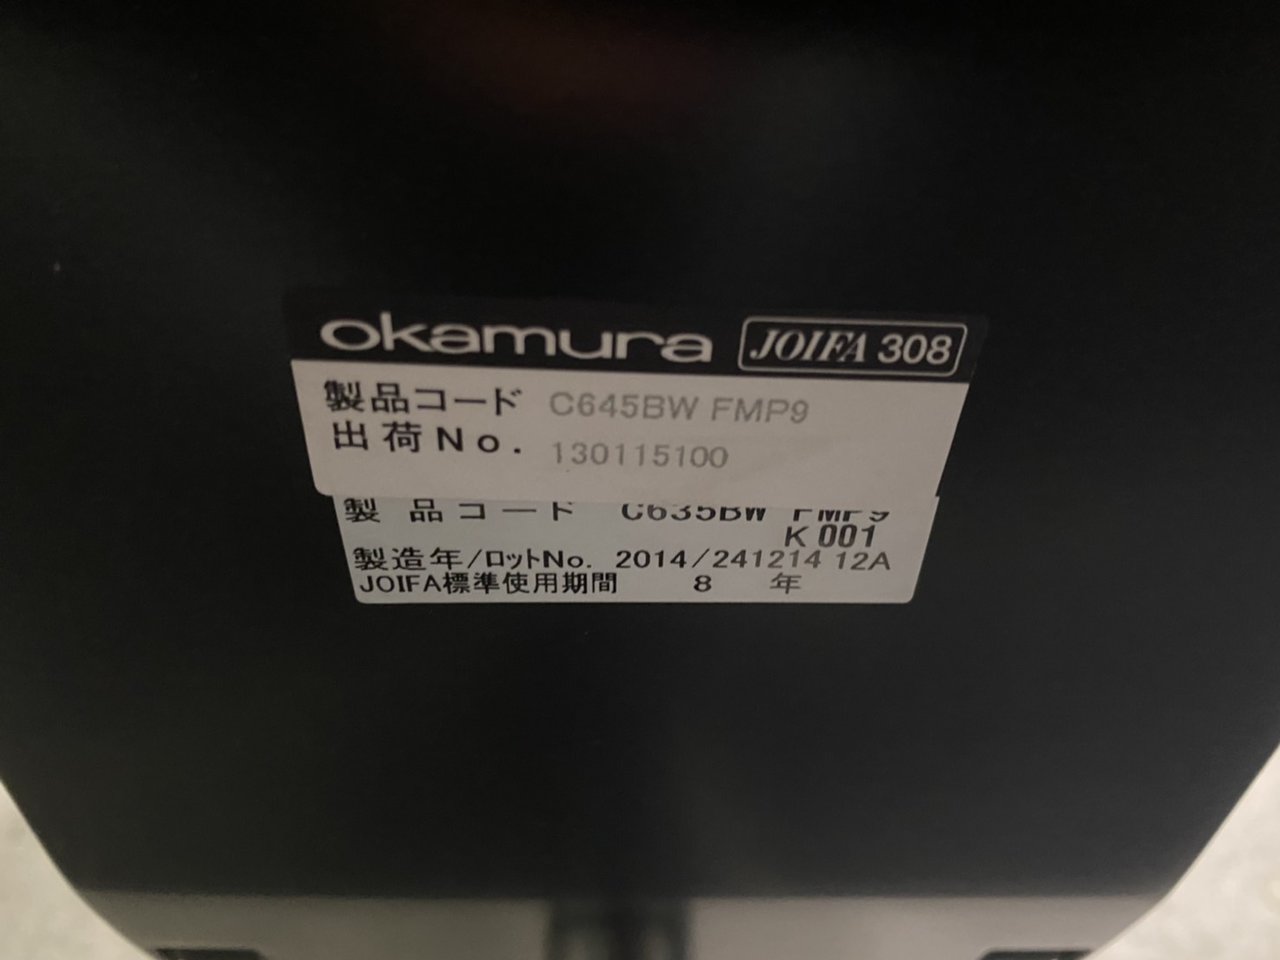 okamura JOIFA 308
製品コード C645BW FMP9
出荷No. 130115100
製品コード C635BW FMP9
K 001
製造年/ロットNo. 2014/241214 12A
JOIFA標準使用期間 8 年